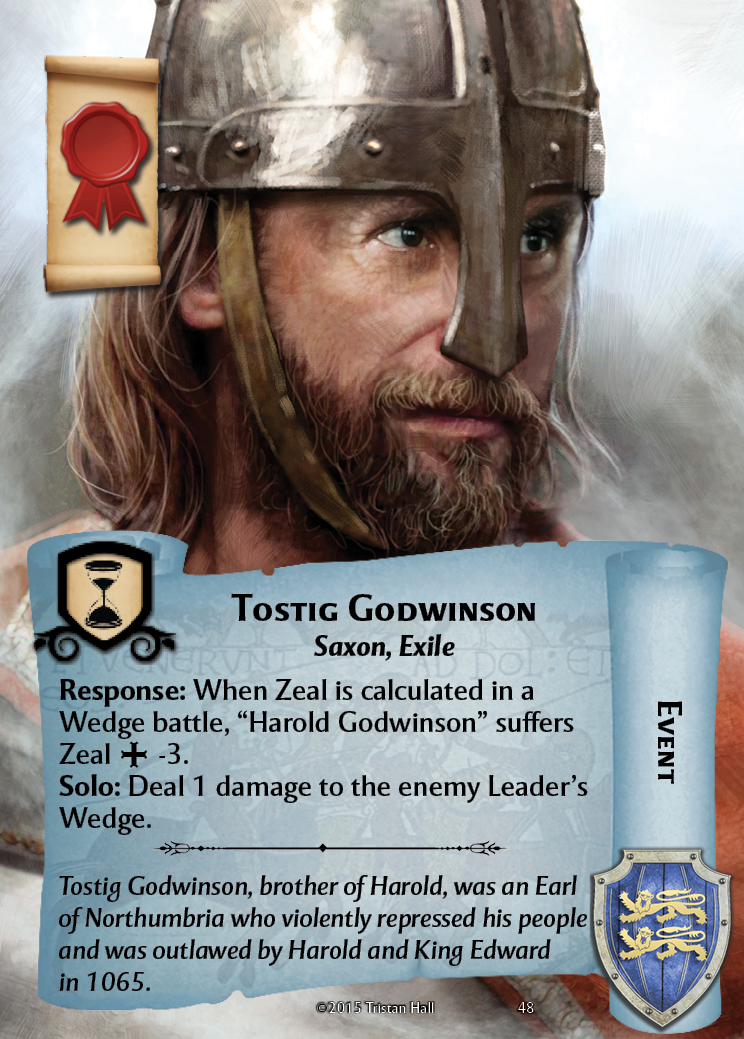 Tostig Godwinson
Saxon, Exile
Response: When Zeal is calculated in a
Wedge battle, “Harold Godwinson” suffers
Zeal ✚ -3.
Solo: Deal 1 damage to the enemy Leader’s
Wedge.
Tostig Godwinson, brother of Harold, was an Earl
of Northumbria who violently repressed his people
and was outlawed by Harold and King Edward
in 1065.
Event
©2015 Tristan Hall
48